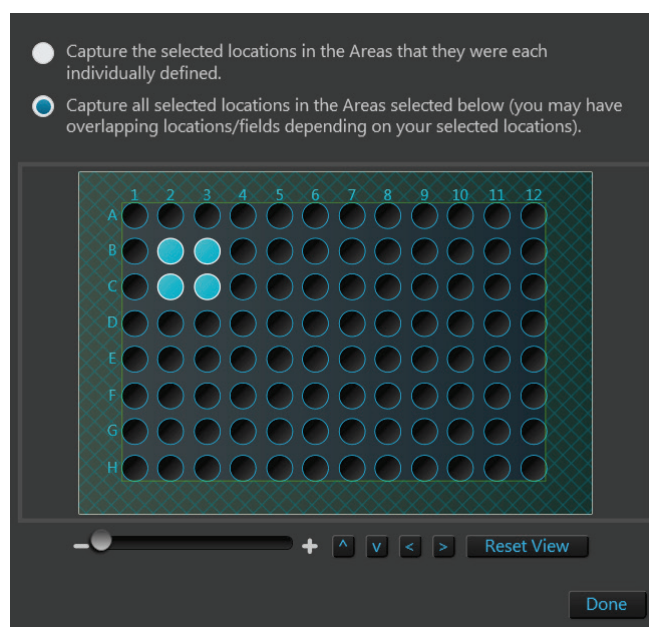 Capture the selected locations in the Areas that they were each
individually defined.
Capture all selected locations in the Areas selected below (you may have
overlapping locations/fields depending on your selected locations).
1 2 3 4 5 6 7 8 9 10 11 12
A
B
C
D
E
F
G
H
− + ^ v < > Reset View
Done